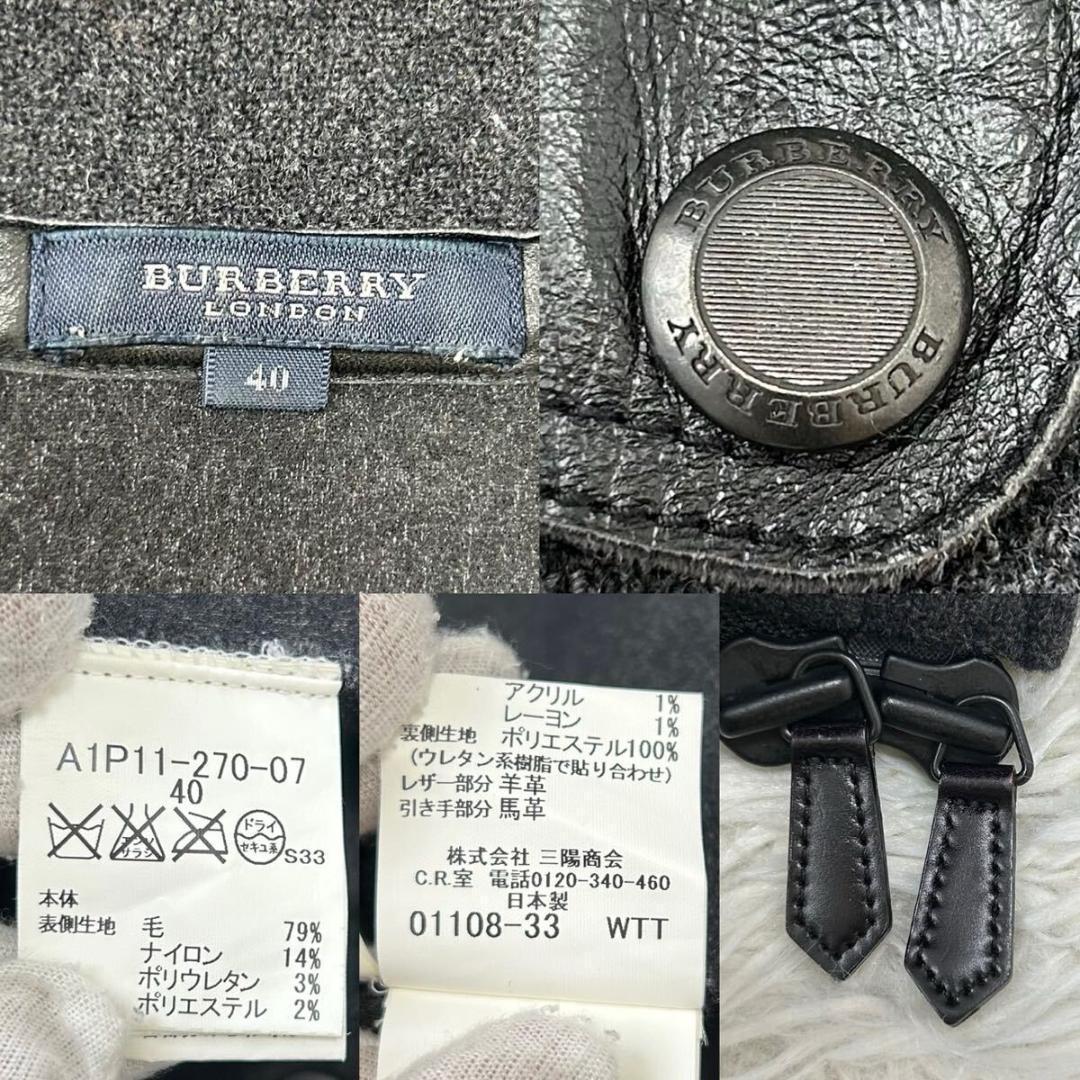 BURBERRY
LONDON
40
BURBERRY
BURBERRY
A1P11-270-07
40
エンソ
サラシ
ドライ
セキユ系
S33
本体
表側生地 毛 79%
ナイロン 14%
ポリウレタン 3%
ポリエステル 2%
アクリル 1%
レーヨン 1%
裏側生地 ポリエステル100%
(ウレタン系樹脂で貼り合わせ)
レザー部分 羊革
引き手部分 馬革
株式会社 三陽商会
C.R.室 電話0120-340-460
日本製
01108-33 WTT